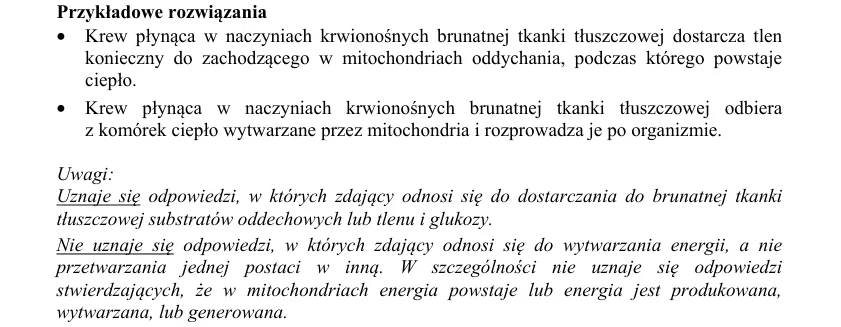 Przykładowe rozwiązania
• Krew płynąca w naczyniach krwionośnych brunatnej tkanki tłuszczowej dostarcza tlen
konieczny do zachodzącego w mitochondriach oddychania, podczas którego powstaje
ciepło.
• Krew płynąca w naczyniach krwionośnych brunatnej tkanki tłuszczowej odbiera
z komórek ciepło wytwarzane przez mitochondria i rozprowadza je po organizmie.
Uwagi:
Uznaje się odpowiedzi, w których zdający odnosi się do dostarczania do brunatnej tkanki
tłuszczowej substratów oddechowych lub tlenu i glukozy.
Nie uznaje się odpowiedzi, w których zdający odnosi się do wytwarzania energii, a nie
przetwarzania jednej postaci w inną. W szczególności nie uznaje się odpowiedzi
stwierdzających, że w mitochondriach energia powstaje lub energia jest produkowana,
wytwarzana, lub generowana.